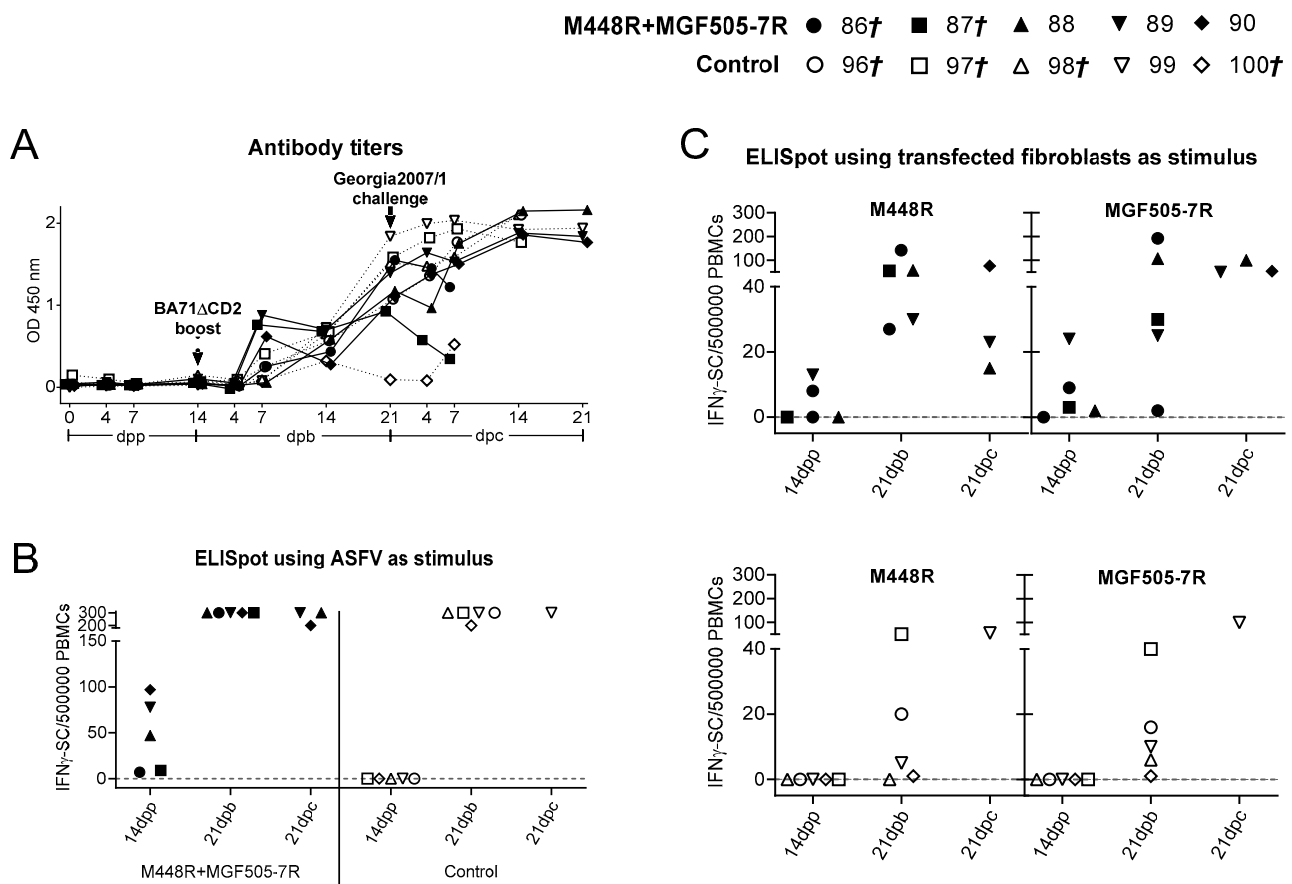 M448R+MGF505-7R 86† 87† 88 89 90
Control 96† 97† 98† 99 100†
A
Antibody titers
Georgia2007/1
challenge
BA71ΔCD2
boost
OD 450 nm
2
1
0
0 4 7 14 4 7 14 21 4 7 14 21
dpp dpb dpc
B
ELISpot using ASFV as stimulus
IFNγ-SC/500000 PBMCs
300
200
150
100
50
0
14dpp 21dpb 21dpc 14dpp 21dpb 21dpc
M448R+MGF505-7R Control
C
ELISpot using transfected fibroblasts as stimulus
M448R MGF505-7R
IFNγ-SC/500000 PBMCs
300
200
100
40
20
0
14dpp 21dpb 21dpc 14dpp 21dpb 21dpc
M448R MGF505-7R
IFNγ-SC/500000 PBMCs
300
200
100
40
20
0
14dpp 21dpb 21dpc 14dpp 21dpb 21dpc